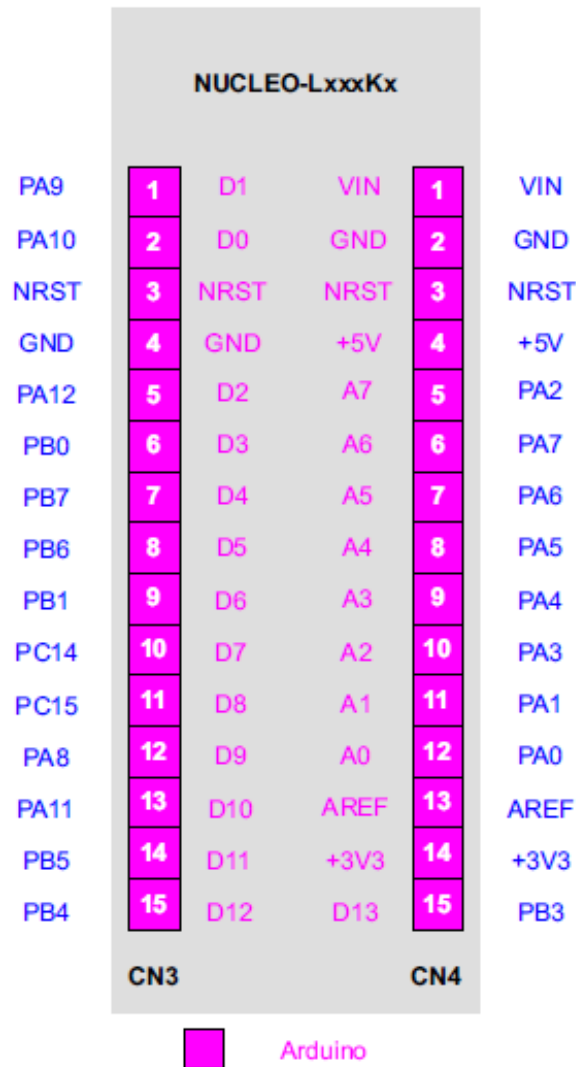 NUCLEO-LxxxKx
PA9 1 D1 VIN 1 VIN
PA10 2 D0 GND 2 GND
NRST 3 NRST NRST 3 NRST
GND 4 GND +5V 4 +5V
PA12 5 D2 A7 5 PA2
PB0 6 D3 A6 6 PA7
PB7 7 D4 A5 7 PA6
PB6 8 D5 A4 8 PA5
PB1 9 D6 A3 9 PA4
PC14 10 D7 A2 10 PA3
PC15 11 D8 A1 11 PA1
PA8 12 D9 A0 12 PA0
PA11 13 D10 AREF 13 AREF
PB5 14 D11 +3V3 14 +3V3
PB4 15 D12 D13 15 PB3
CN3 CN4
Arduino